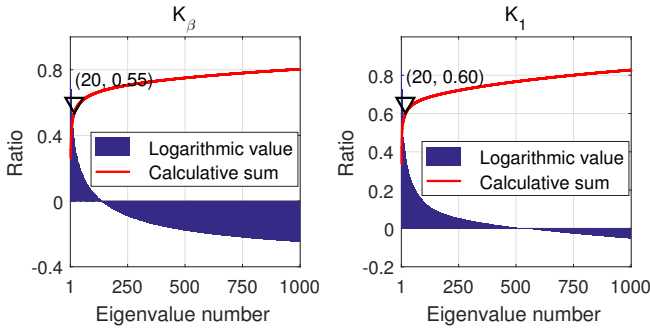 K_β
0.8
0.4
0
-0.4
Ratio
(20, 0.55)
Logarithmic value
Calculative sum
1 250 500 750 1000
Eigenvalue number
K_1
1
0.8
0.6
0.4
0.2
0
-0.2
Ratio
(20, 0.60)
Logarithmic value
Calculative sum
1 250 500 750 1000
Eigenvalue number